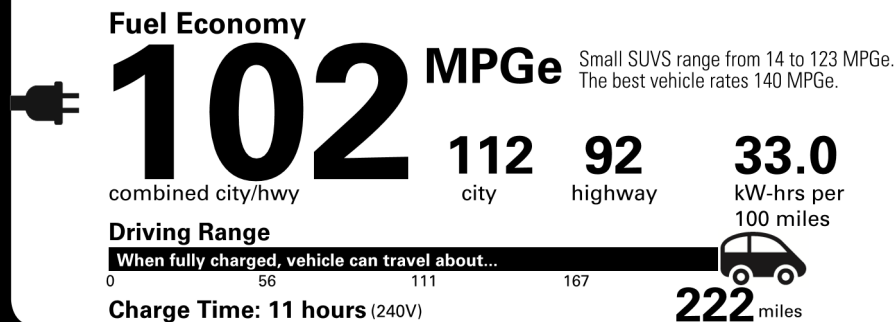 Fuel Economy
102 MPGe
Small SUVS range from 14 to 123 MPGe.
The best vehicle rates 140 MPGe.
combined city/hwy
112
city
92
highway
33.0
kW-hrs per
100 miles
Driving Range
When fully charged, vehicle can travel about...
0 56 111 167
222 miles
Charge Time: 11 hours (240V)